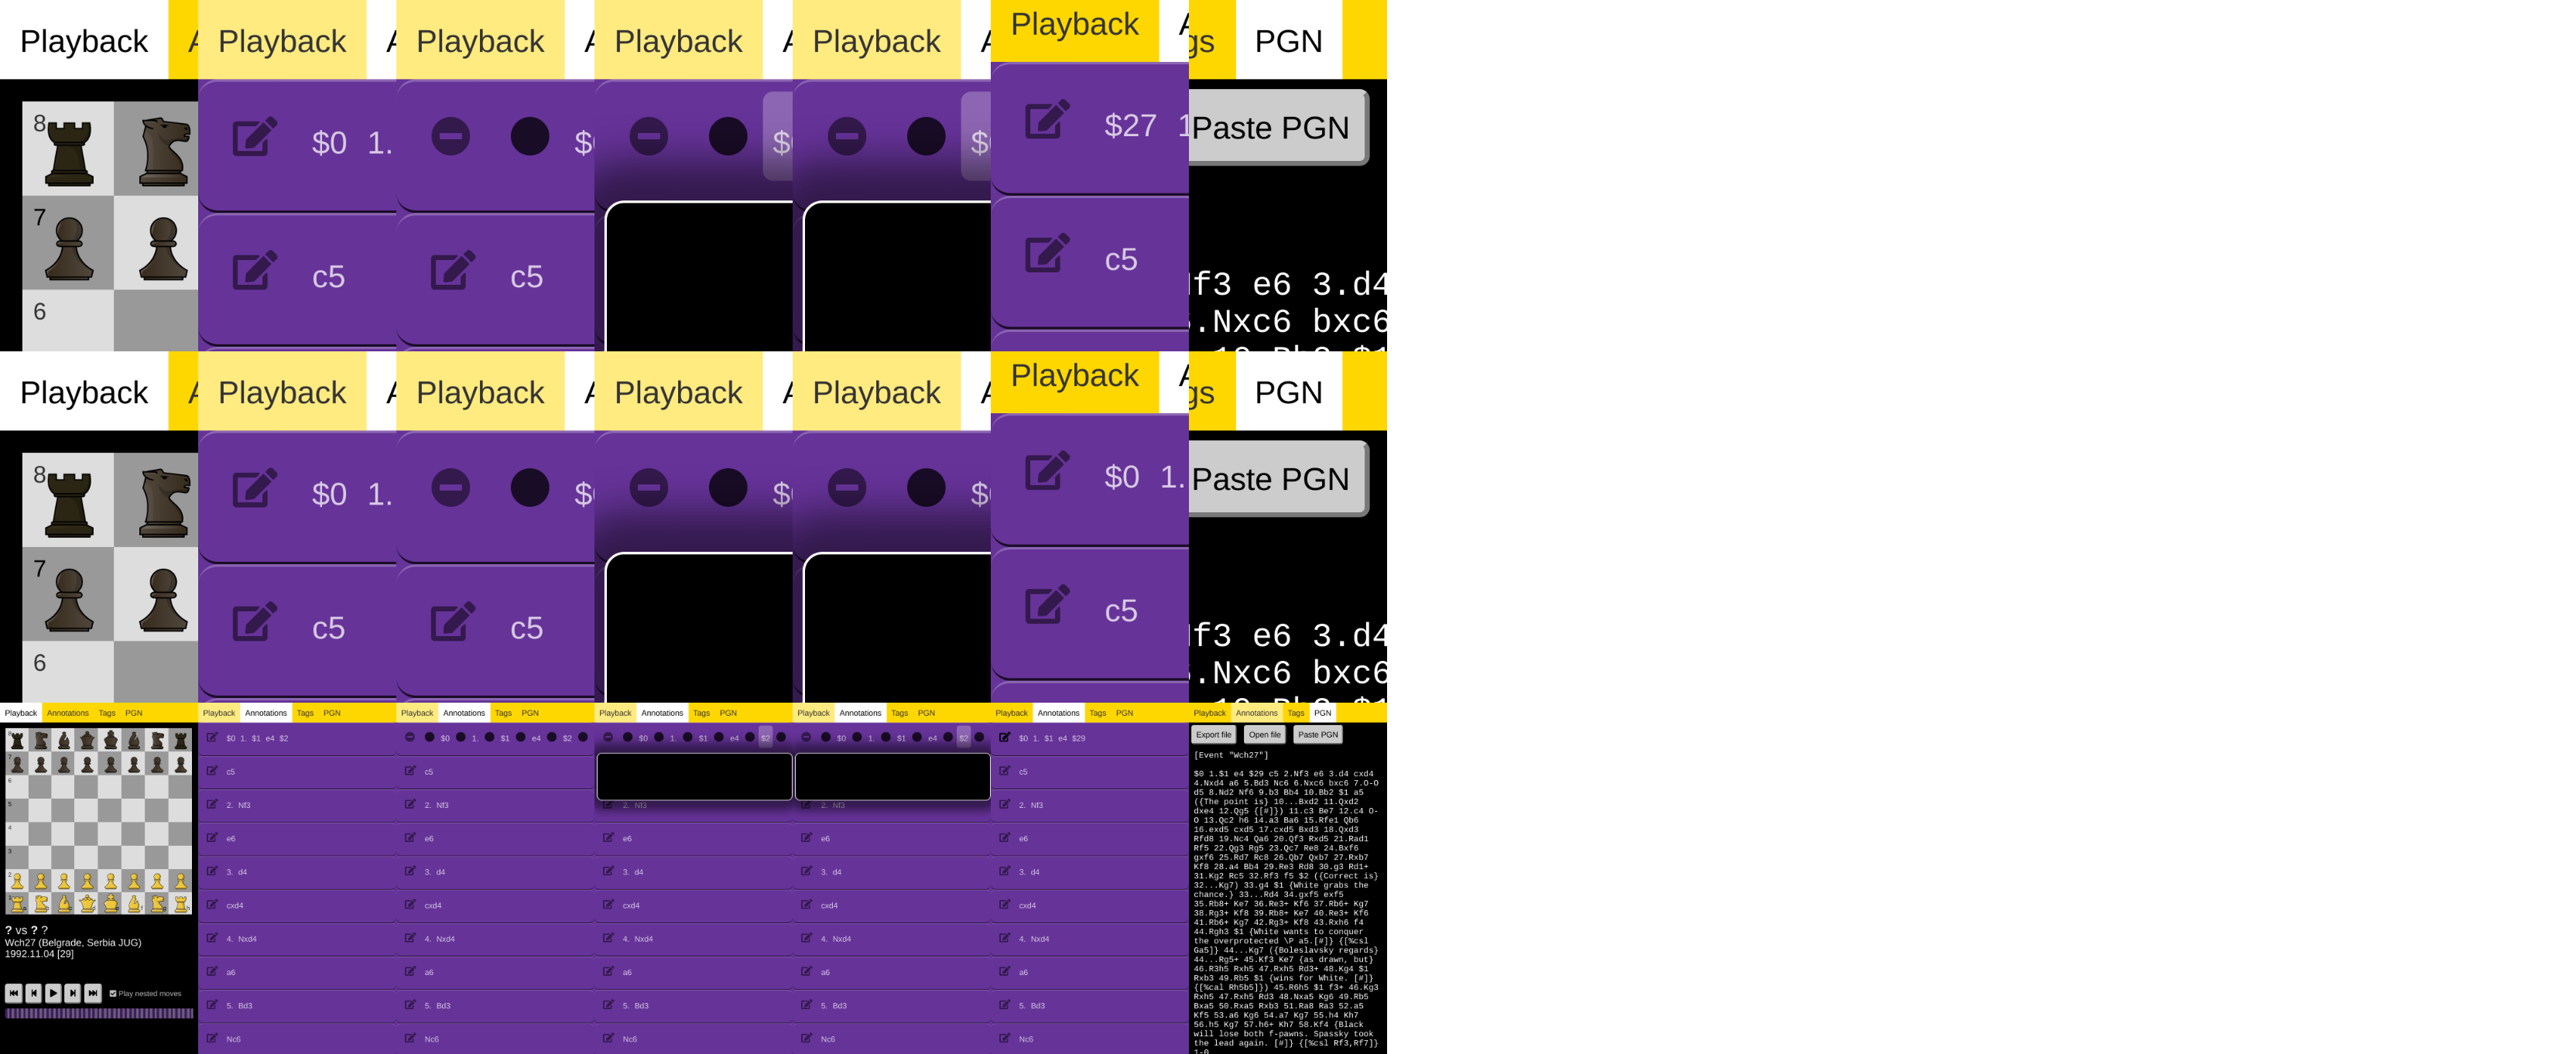 Playback A
8
7
6
Playback
$0 1.
c5
Playback
c5
Playback
Playback
Playback
$27
c5
gs PGN
Paste PGN
f3 e6 3.d4
.Nxc6 bxc6
Playback A
8
7
6
Playback
$0 1.
c5
Playback
c5
Playback
Playback
Playback
$0 1.
c5
gs PGN
Paste PGN
f3 e6 3.d4
.Nxc6 bxc6
Playback Annotations Tags PGN
8
7
6
5
4
3
2
1
? vs ? ?
Wch27 (Belgrade, Serbia JUG)
1992.11.04 [29]
Play nested moves
Playback Annotations Tags PGN
$0 1. $1 e4 $2
c5
2. Nf3
e6
3. d4
cxd4
4. Nxd4
a6
5. Bd3
Nc6
Playback Annotations Tags PGN
$0 1. $1 e4 $2
c5
2. Nf3
e6
3. d4
cxd4
4. Nxd4
a6
5. Bd3
Nc6
Playback Annotations Tags PGN
$0 1. $1 e4 $2
2. Nf3
e6
3. d4
cxd4
4. Nxd4
a6
5. Bd3
Nc6
Playback Annotations Tags PGN
$0 1. $1 e4 $2
2. Nf3
e6
3. d4
cxd4
4. Nxd4
a6
5. Bd3
Nc6
Playback Annotations Tags PGN
$0 1. $1 e4 $29
c5
2. Nf3
e6
3. d4
cxd4
4. Nxd4
a6
5. Bd3
Nc6
Playback Annotations Tags PGN
Export file Open file Paste PGN
[Event "Wch27"]
$0 1.$1 e4 $29 c5 2.Nf3 e6 3.d4 cxd4
4.Nxd4 a6 5.Bd3 Nc6 6.Nxc6 bxc6 7.O-O
d5 8.Nd2 Nf6 9.b3 Bb4 10.Bb2 $1 a5
({The point is} 10...Bxd2 11.Qxd2
dxe4 12.Qg5 {[#]}) 11.c3 Be7 12.c4 O-
O 13.Qc2 h6 14.a3 Ba6 15.Rfe1 Qb6
16.exd5 cxd5 17.cxd5 Bxd3 18.Qxd3
Rfd8 19.Nc4 Qa6 20.Qf3 Rxd5 21.Rad1
Rf5 22.Qg3 Rg5 23.Qc7 Re8 24.Bxf6
gxf6 25.Rd7 Rc8 26.Qb7 Qxb7 27.Rxb7
Kf8 28.a4 Bb4 29.Re3 Rd8 30.g3 Rd1+
31.Kg2 Rc5 32.Rf3 f5 $2 ({Correct is}
32...Kg7) 33.g4 $1 {White grabs the
chance.} 33...Rd4 34.gxf5 exf5
35.Rb8+ Ke7 36.Re3+ Kf6 37.Rb6+ Kg7
38.Rg3+ Kf8 39.Rb8+ Ke7 40.Re3+ Kf6
41.Rb6+ Kg7 42.Rg3+ Kf8 43.Rxh6 f4
44.Rgh3 $1 {White wants to conquer
the overprotected \P a5.[#]} {[%csl
Ga5]} 44...Kg7 ({Boleslavsky regards}
44...Rg5+ 45.Kf3 Ke7 {as drawn, but}
46.R3h5 Rxh5 47.Rxh5 Rd3+ 48.Kg4 $1
Rxb3 49.Rb5 $1 {wins for White. [#]}
{[%cal Rh5b5]}) 45.R6h5 $1 f3+ 46.Kg3
Rxh5 47.Rxh5 Rd3 48.Nxa5 Kg6 49.Rb5
Bxa5 50.Rxa5 Rxb3 51.Ra8 Ra3 52.a5
Kf5 53.a6 Kg6 54.a7 Kg7 55.h4 Kh7
56.h5 Kg7 57.h6+ Kh7 58.Kf4 {Black
will lose both f-pawns. Spassky took
the lead again. [#]} {[%csl Rf3,Rf7]}
1-0